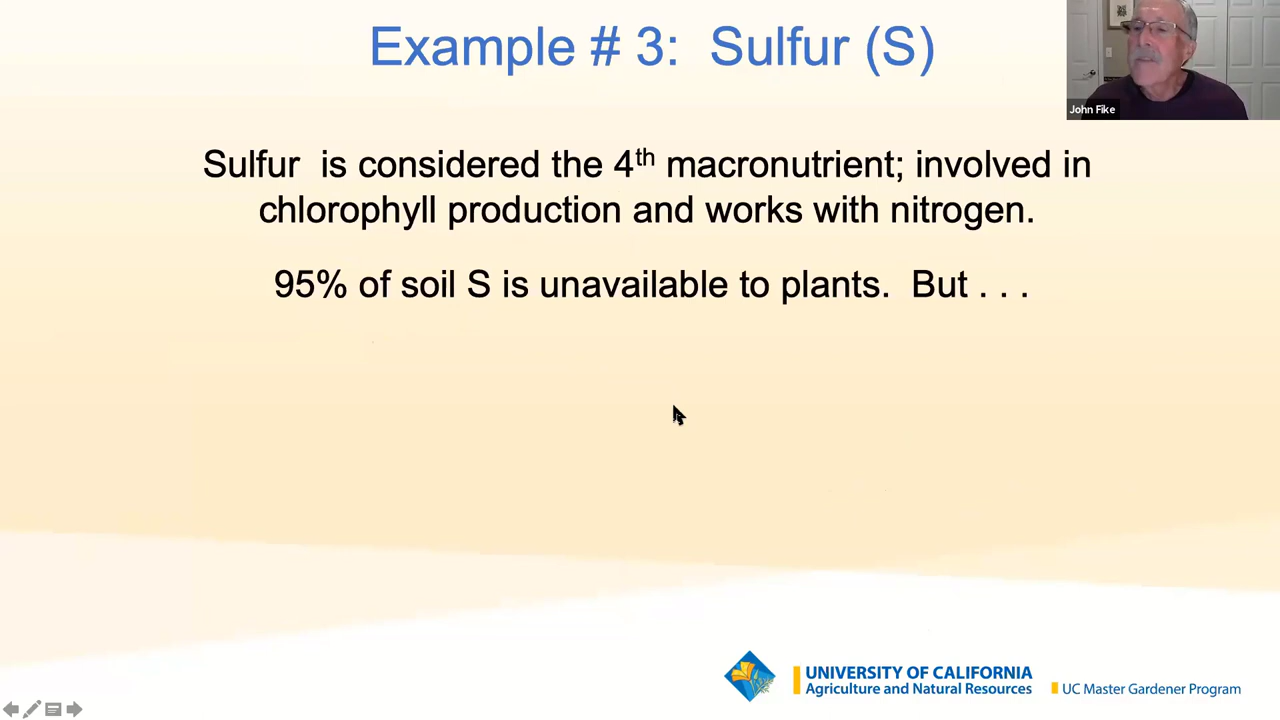 Example # 3: Sulfur (S)
John Fike
Sulfur is considered the 4th macronutrient; involved in
chlorophyll production and works with nitrogen.
95% of soil S is unavailable to plants. But . . .
UNIVERSITY OF CALIFORNIA
Agriculture and Natural Resources
UC Master Gardener Program